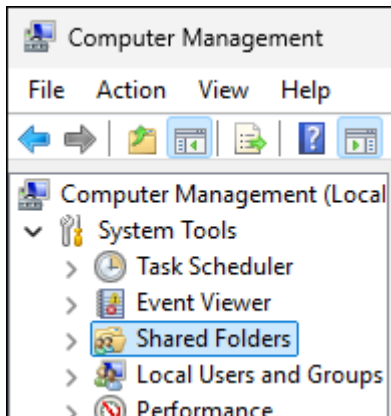 Computer Management
File Action View Help
Computer Management (Local
System Tools
Task Scheduler
Event Viewer
Shared Folders
Local Users and Groups
Performance